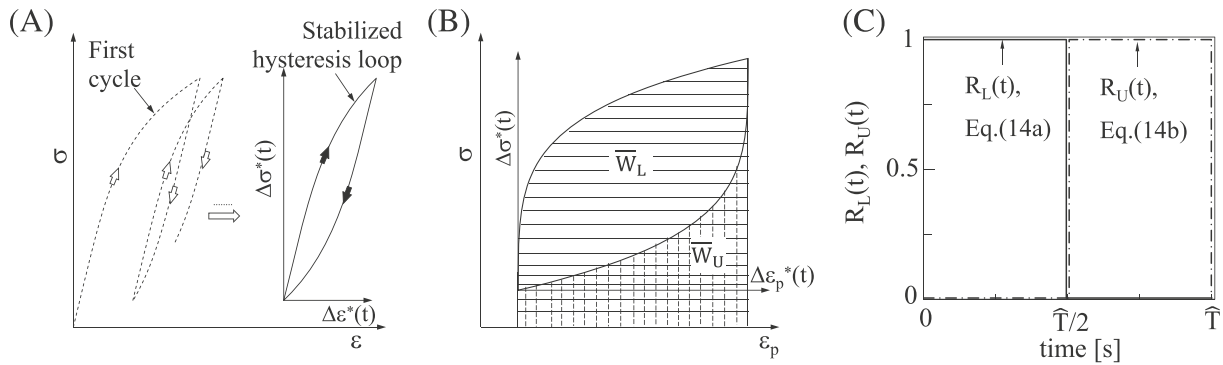 (A)
First
cycle
σ
ε
Stabilized
hysteresis loop
Δσ*(t)
Δε*(t)
(B)
σ
Δσ*(t)
W̅L
W̅U
Δεp*(t)
εp
(C)
RL(t), RU(t)
1
0.5
0
RL(t),
Eq.(14a)
RU(t),
Eq.(14b)
0
T̂/2
T̂
time [s]